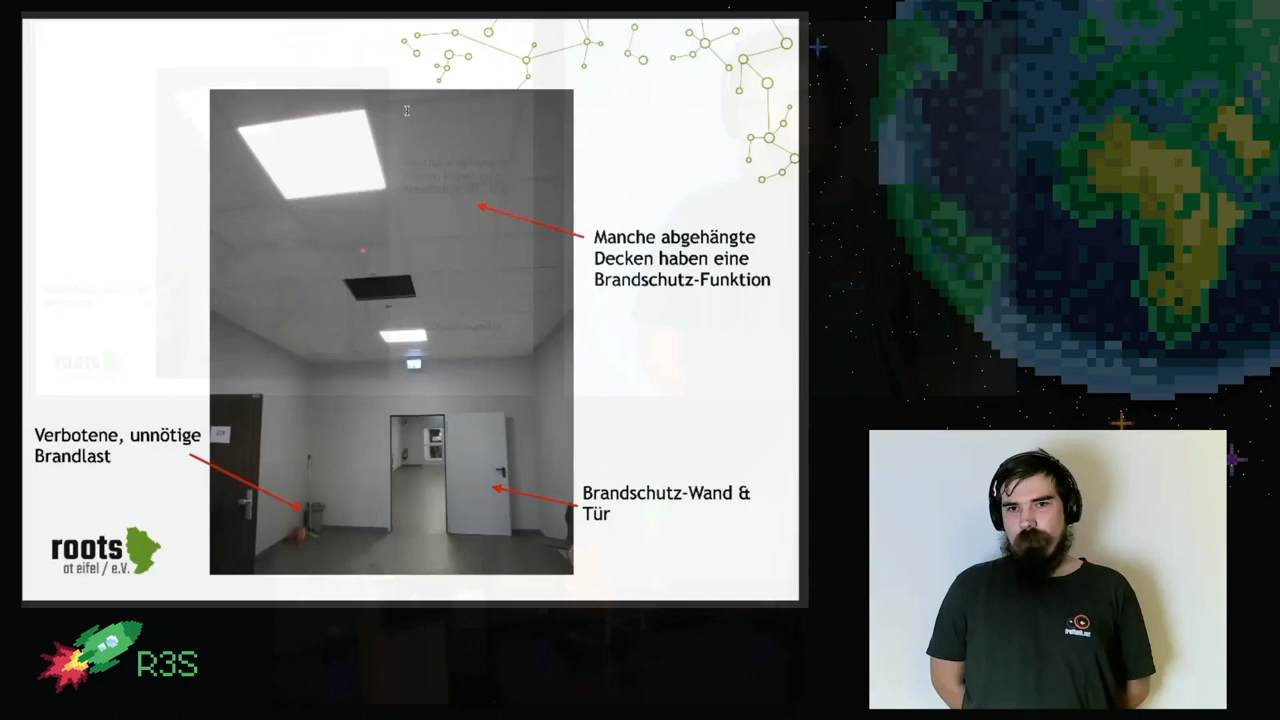 Manche abgehängte
Decken haben eine
Brandschutz-Funktion
Verbotene, unnötige
Brandlast
Brandschutz-Wand &
Tür
roots
at eifel / e.V.
R3S